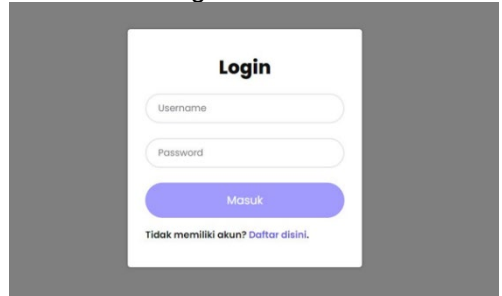 Login
Username
Password
Masuk
Tidak memiliki akun? Daftar disini.